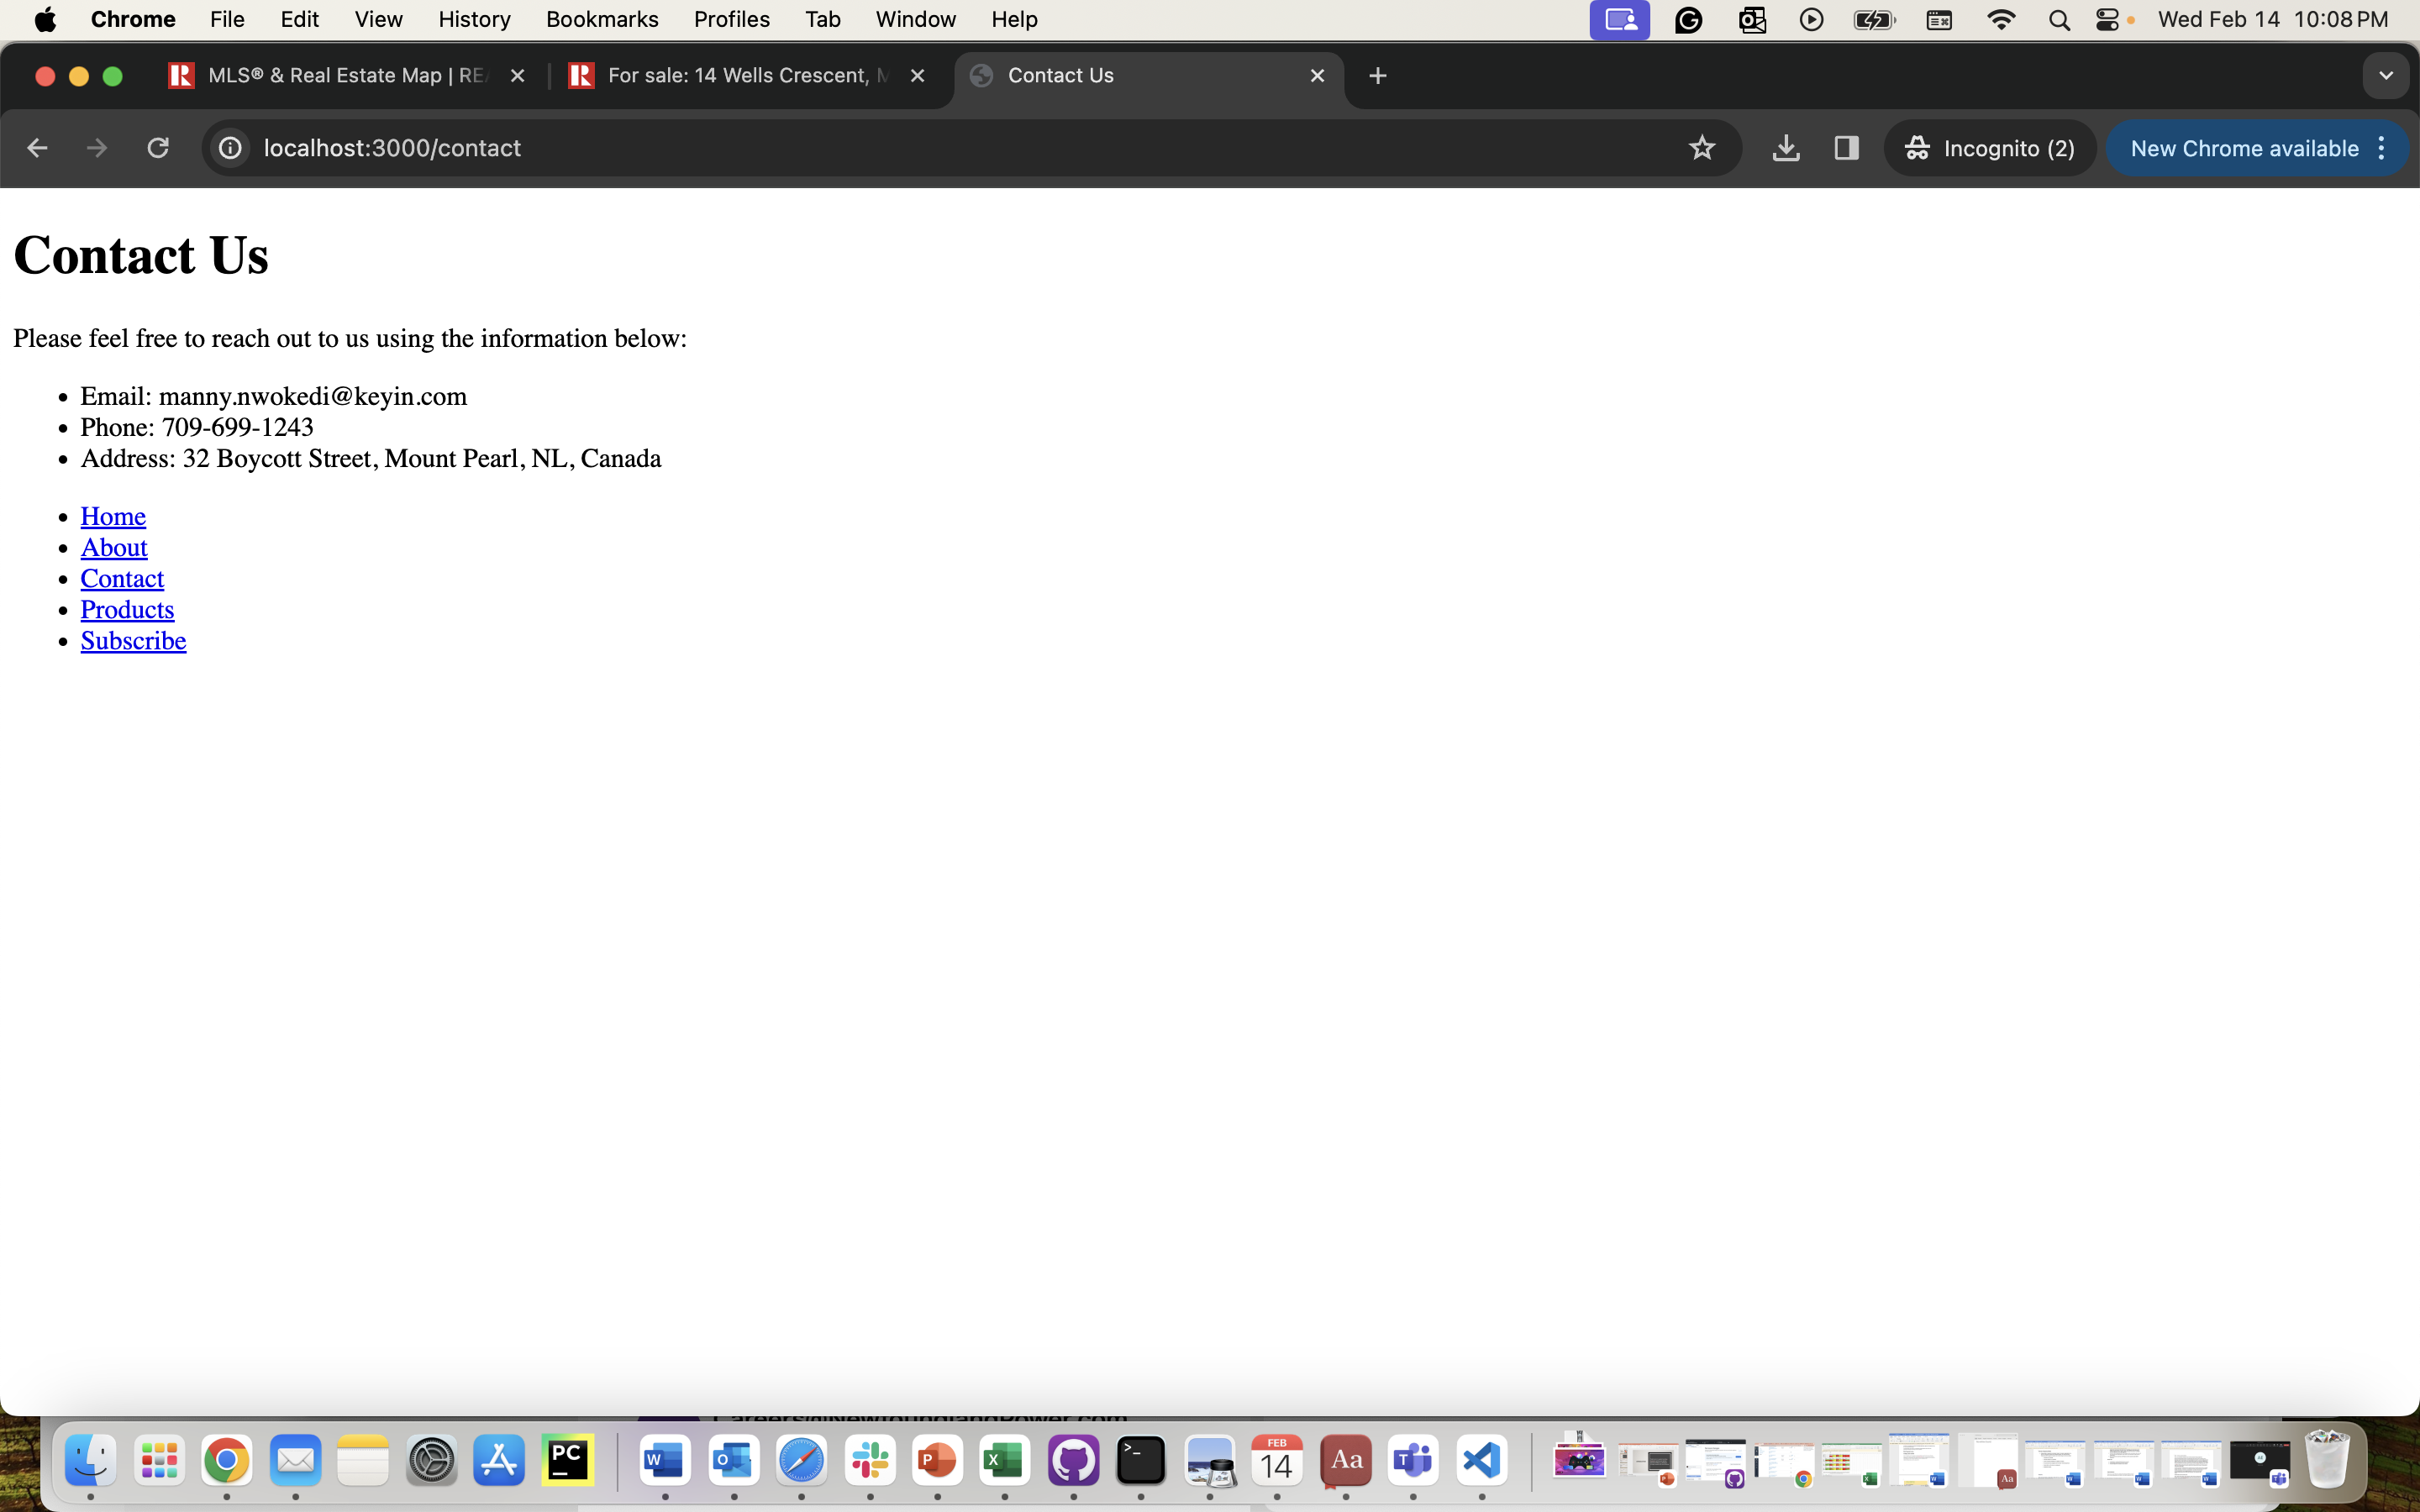 Chrome File Edit View History Bookmarks Profiles Tab Window Help Wed Feb 14 10:08 PM
MLS® & Real Estate Map | RE For sale: 14 Wells Crescent, Contact Us
localhost:3000/contact Incognito (2) New Chrome available
Contact Us
Please feel free to reach out to us using the information below:
• Email: manny.nwokedi@keyin.com
• Phone: 709-699-1243
• Address: 32 Boycott Street, Mount Pearl, NL, Canada
• Home
• About
• Contact
• Products
• Subscribe
PC W O P X >_ FEB 14 Aa T